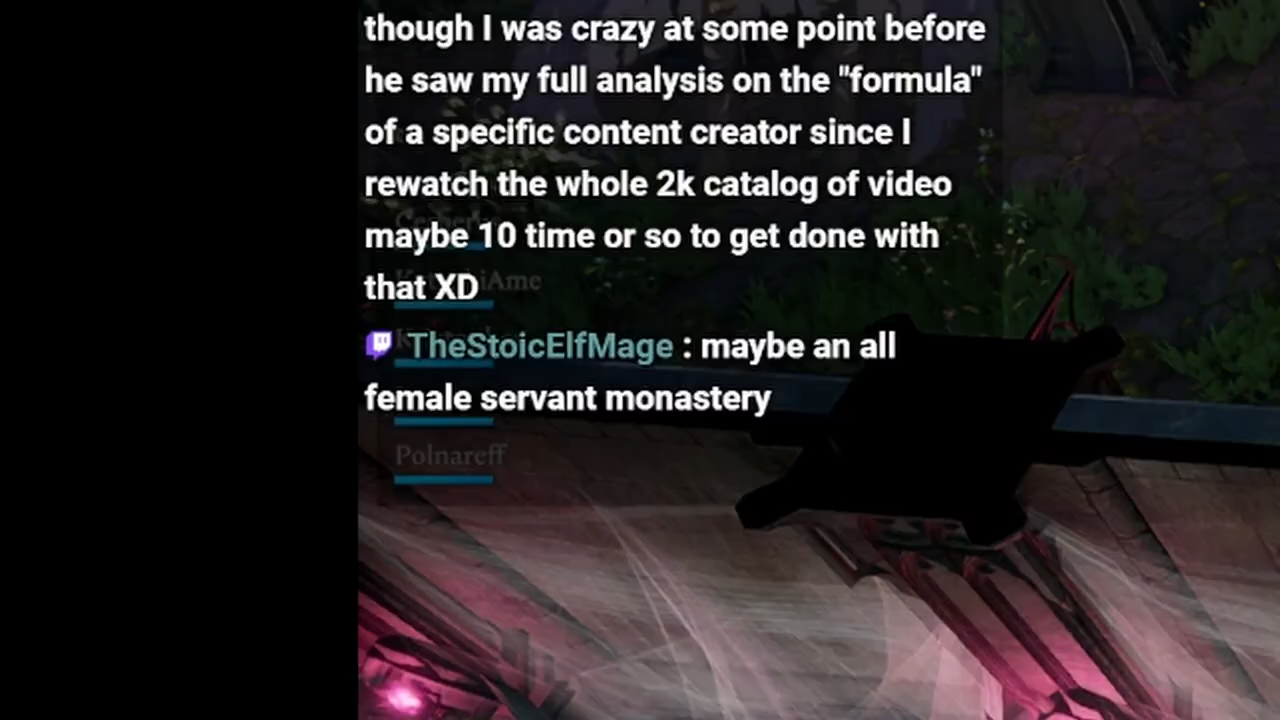 though I was crazy at some point before
he saw my full analysis on the "formula"
of a specific content creator since I
rewatch the whole 2k catalog of video
maybe 10 time or so to get done with
that XD
TheStoicElfMage : maybe an all
female servant monastery
Polnareff